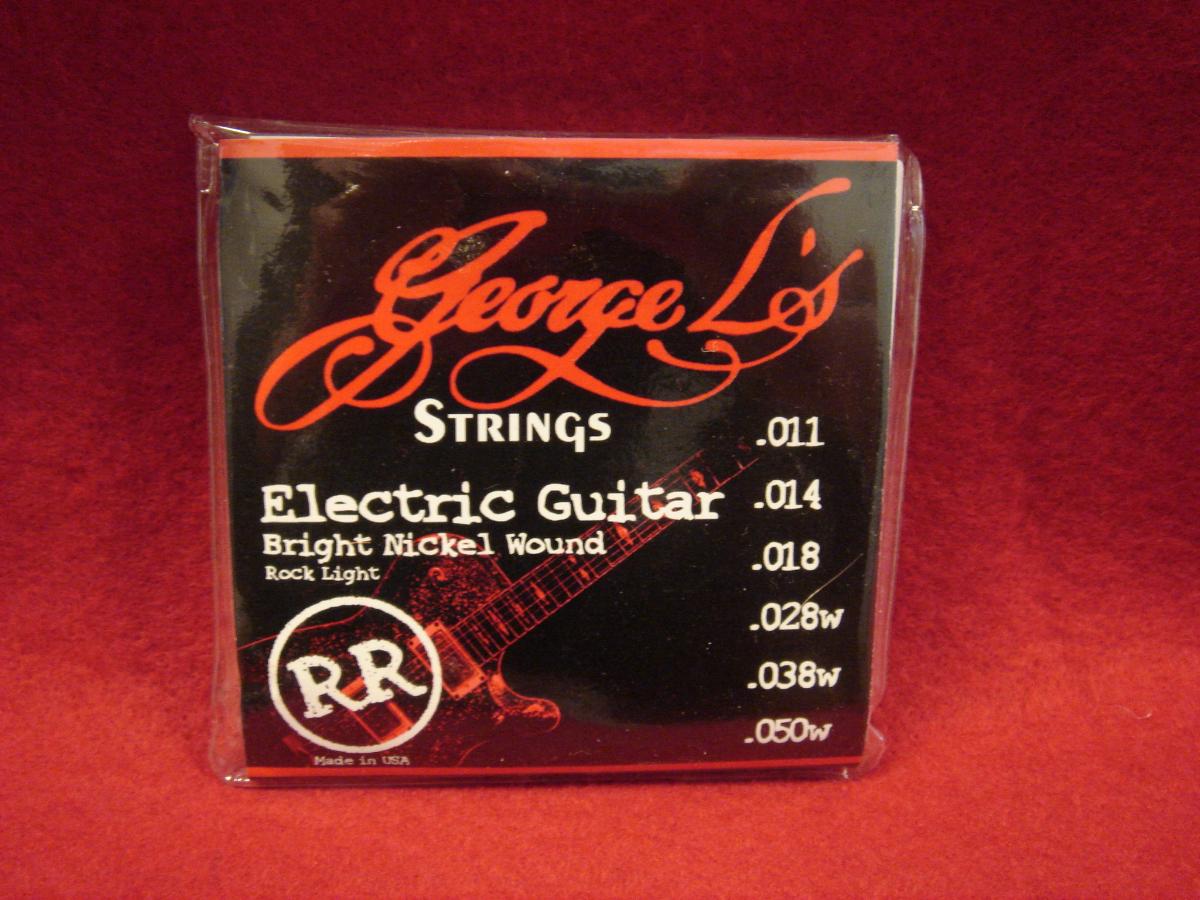 George L's
STRINGS
Electric Guitar
Bright Nickel Wound
Rock Light
RR
Made in USA
.011
.014
.018
.028w
.038w
.050w